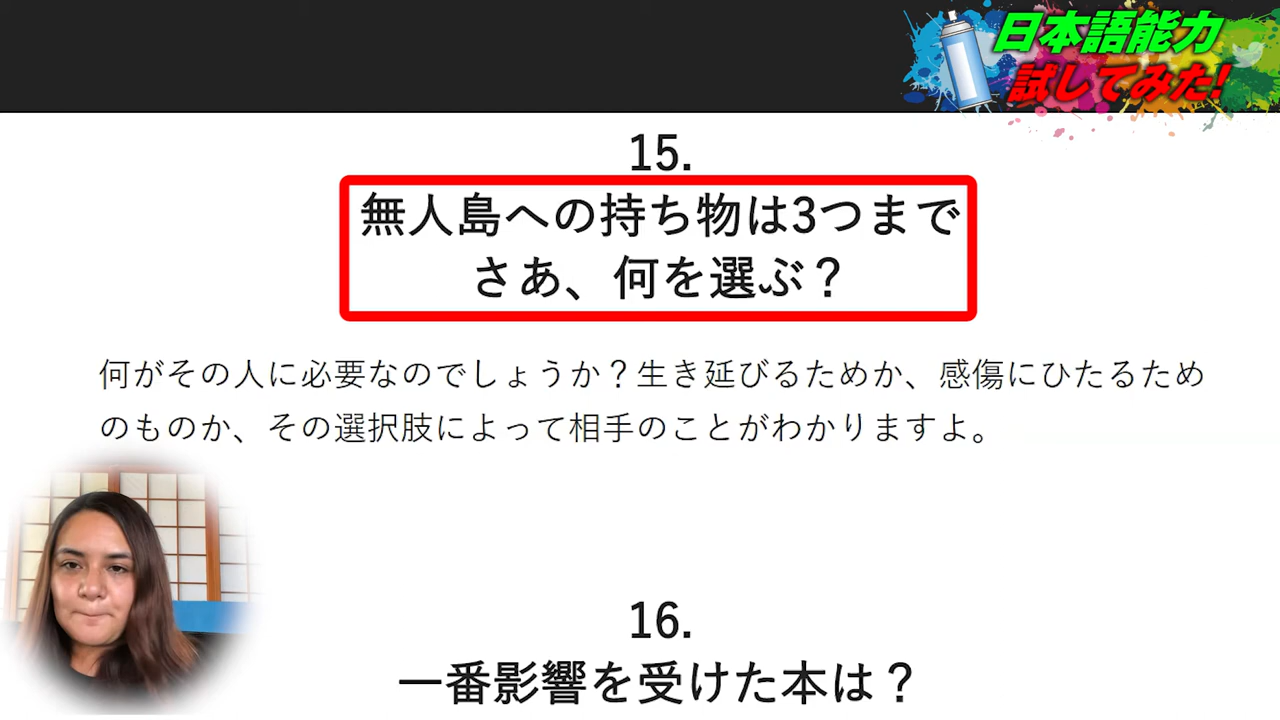 日本語能力
試してみた!
15.
無人島への持ち物は3つまで
さあ、何を選ぶ？
何がその人に必要なのでしょうか？生き延びるためか、感傷にひたるため
のものか、その選択肢によって相手のことがわかりますよ。
16.
一番影響を受けた本は？